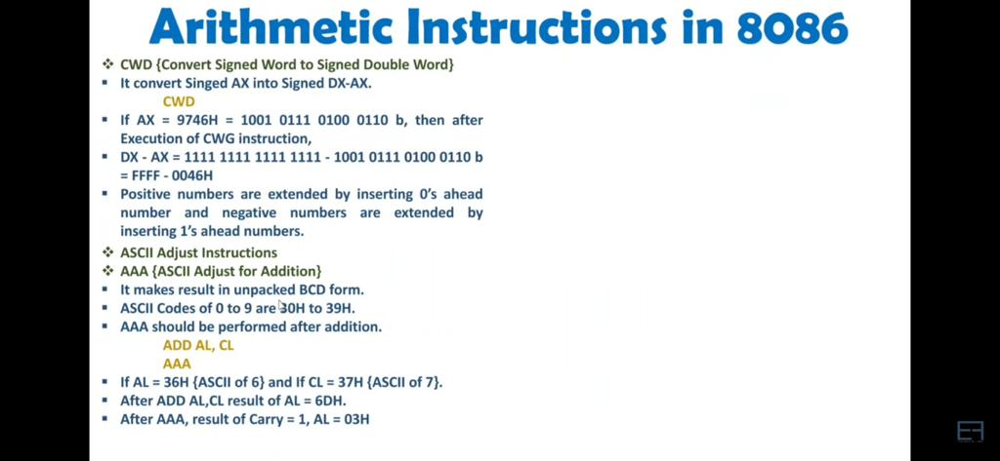 Arithmetic Instructions in 8086
❖ CWD {Convert Signed Word to Signed Double Word}
▪ It convert Singed AX into Signed DX-AX.
CWD
▪ If AX = 9746H = 1001 0111 0100 0110 b, then after
Execution of CWG instruction,
▪ DX - AX = 1111 1111 1111 1111 - 1001 0111 0100 0110 b
= FFFF - 0046H
▪ Positive numbers are extended by inserting 0's ahead
number and negative numbers are extended by
inserting 1's ahead numbers.
❖ ASCII Adjust Instructions
❖ AAA {ASCII Adjust for Addition}
▪ It makes result in unpacked BCD form.
▪ ASCII Codes of 0 to 9 are 30H to 39H.
▪ AAA should be performed after addition.
ADD AL, CL
AAA
▪ If AL = 36H {ASCII of 6} and if CL = 37H {ASCII of 7}.
▪ After ADD AL,CL result of AL = 6DH.
▪ After AAA, result of Carry = 1, AL = 03H